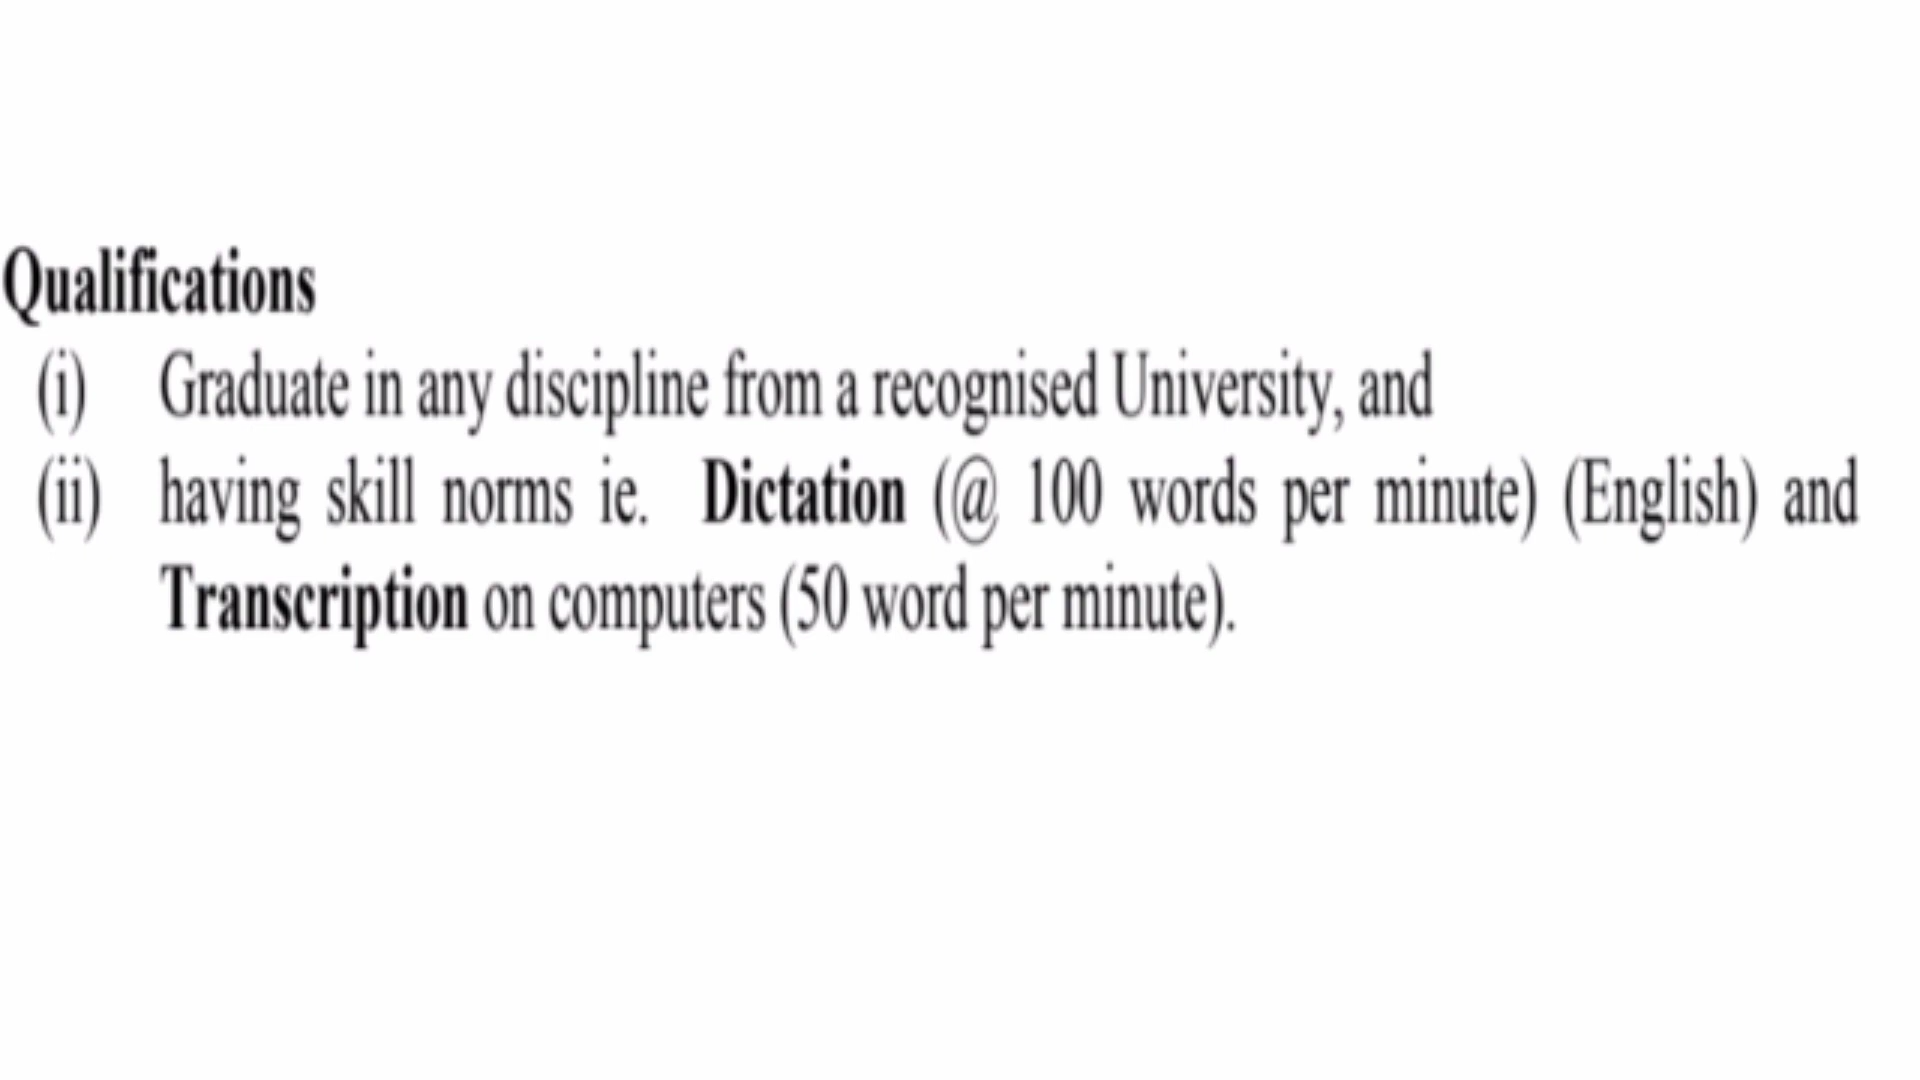 Qualifications
(i) Graduate in any discipline from a recognised University, and
(ii) having skill norms ie. Dictation (@ 100 words per minute) (English) and
Transcription on computers (50 word per minute).